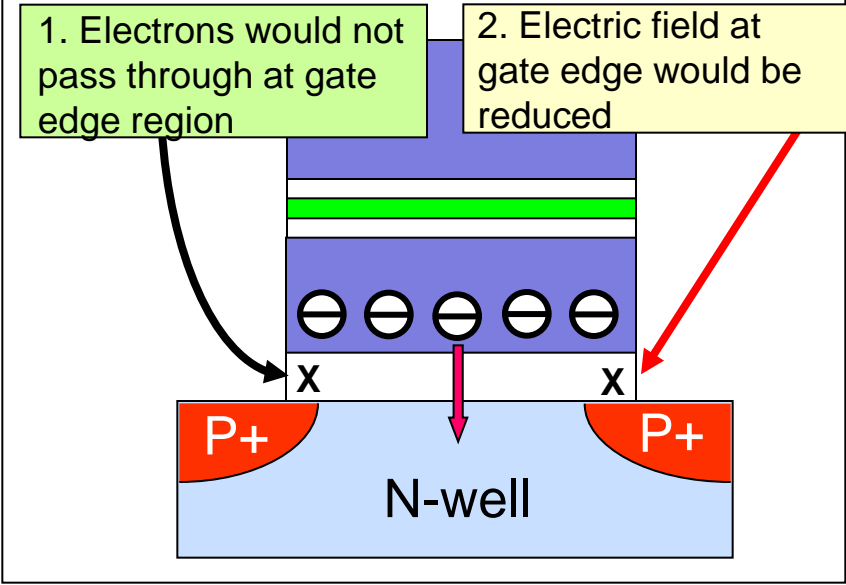 1. Electrons would not
pass through at gate
edge region
2. Electric field at
gate edge would be
reduced
X
X
P+
P+
N-well